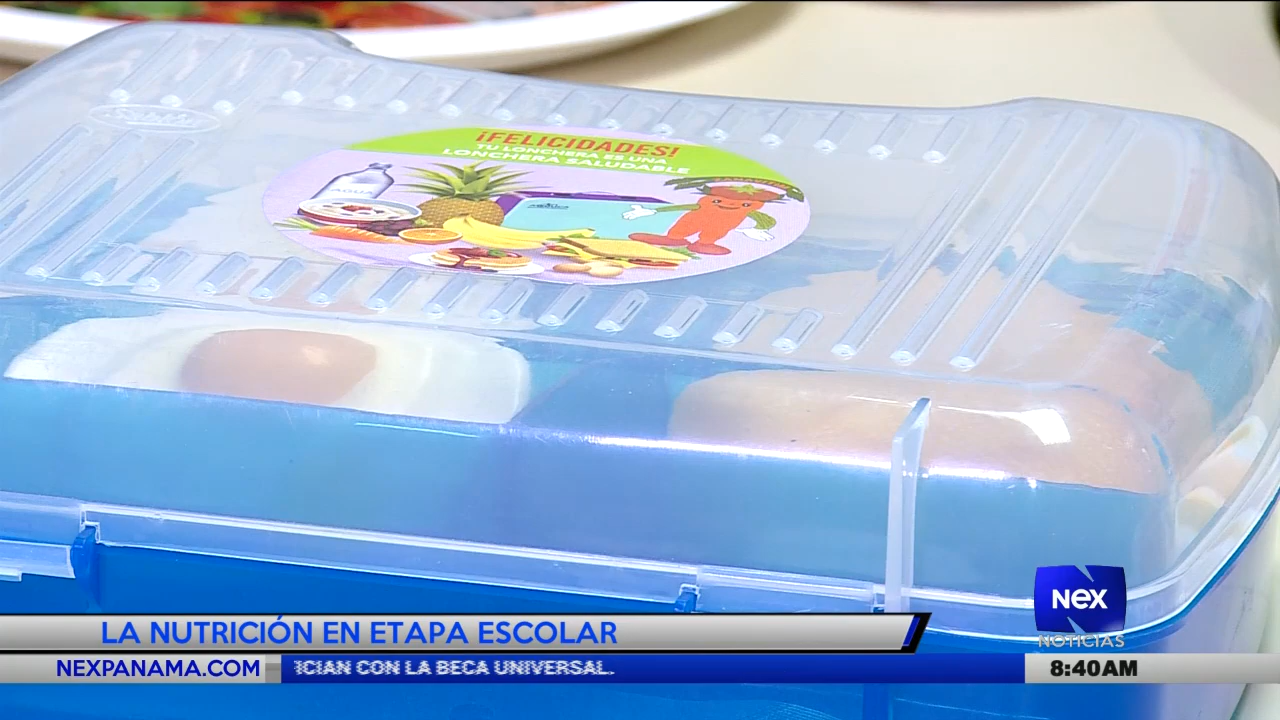 ¡FELICIDADES!
TU LONCHERA ES UNA
LONCHERA SALUDABLE
AGUA
LA NUTRICIÓN EN ETAPA ESCOLAR
NEX
NOTICIAS
NEXPANAMA.COM
ICIAN CON LA BECA UNIVERSAL.
8:40AM